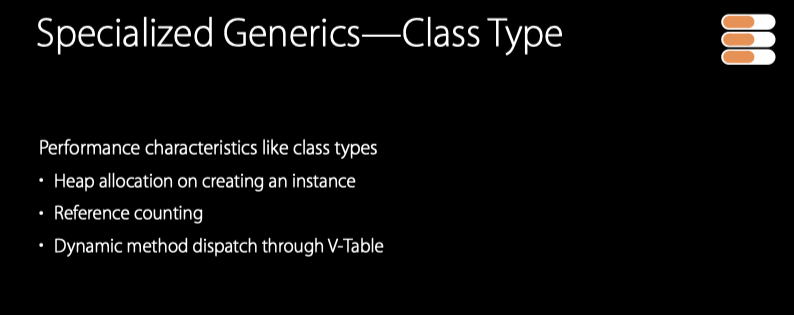 Specialized Generics—Class Type
Performance characteristics like class types
• Heap allocation on creating an instance
• Reference counting
• Dynamic method dispatch through V-Table